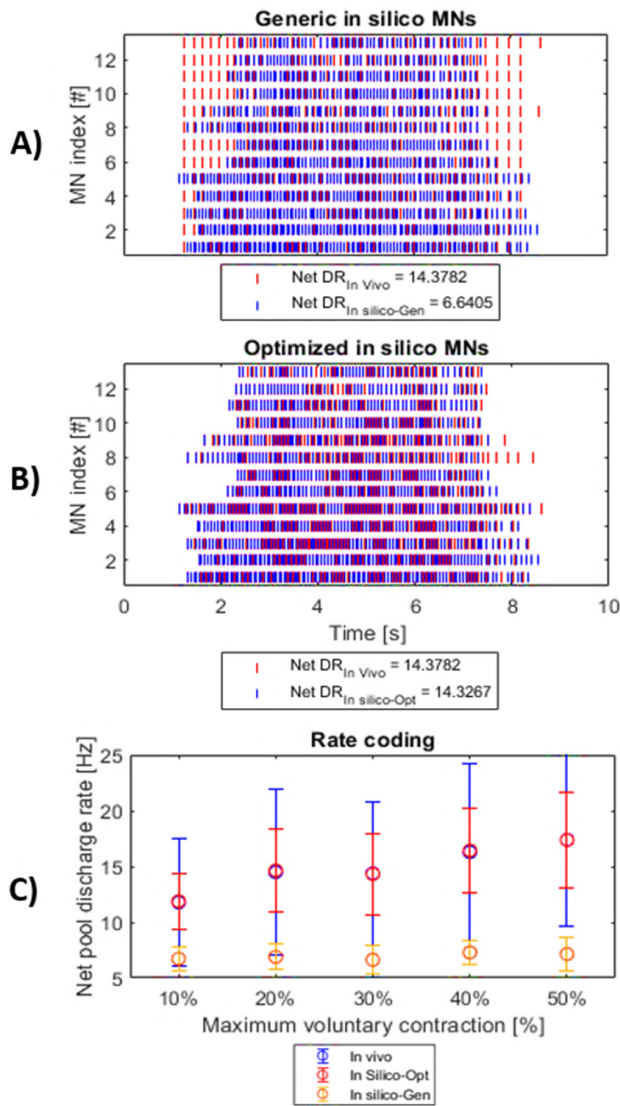 Generic in silico MNs
A)
MN index [#]
12
10
8
6
4
2
Net DR In Vivo = 14.3782
Net DR In silico-Gen = 6.6405
Optimized in silico MNs
B)
MN index [#]
12
10
8
6
4
2
0 2 4 6 8 10
Time [s]
Net DR In Vivo = 14.3782
Net DR In silico-Opt = 14.3267
Rate coding
C)
Net pool discharge rate [Hz]
25
20
15
10
5
10% 20% 30% 40% 50%
Maximum voluntary contraction [%]
In vivo
In Silico-Opt
In silico-Gen